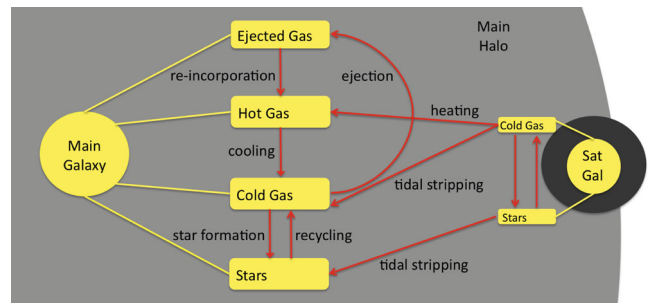 Ejected Gas
Main
Halo
re-incorporation
ejection
Hot Gas
heating
Cold Gas
Main
Galaxy
cooling
Sat
Gal
Cold Gas
tidal stripping
Stars
star formation
recycling
tidal stripping
Stars